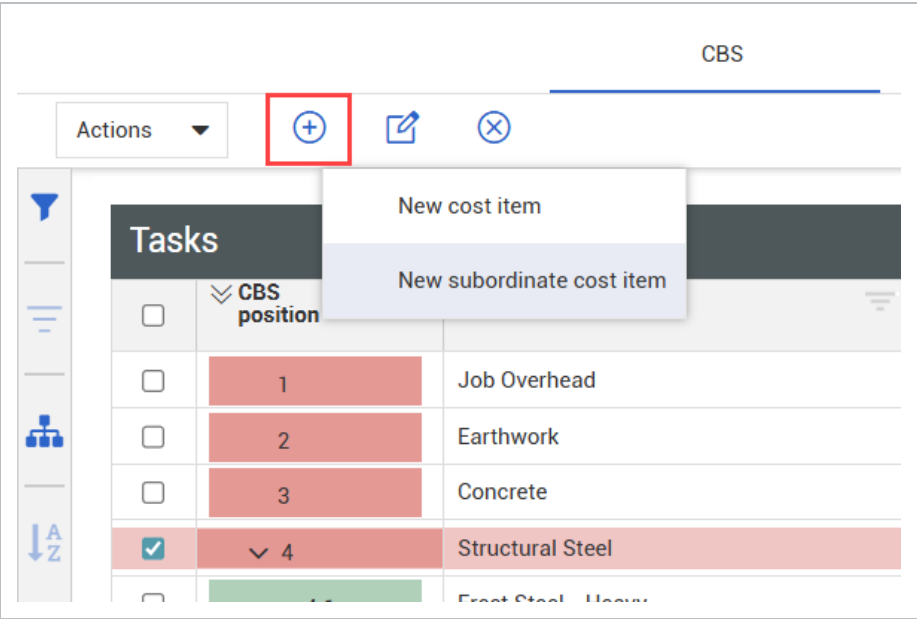 CBS
Actions
New cost item
Tasks
New subordinate cost item
CBS
position
1 Job Overhead
2 Earthwork
3 Concrete
4 Structural Steel
A
Z